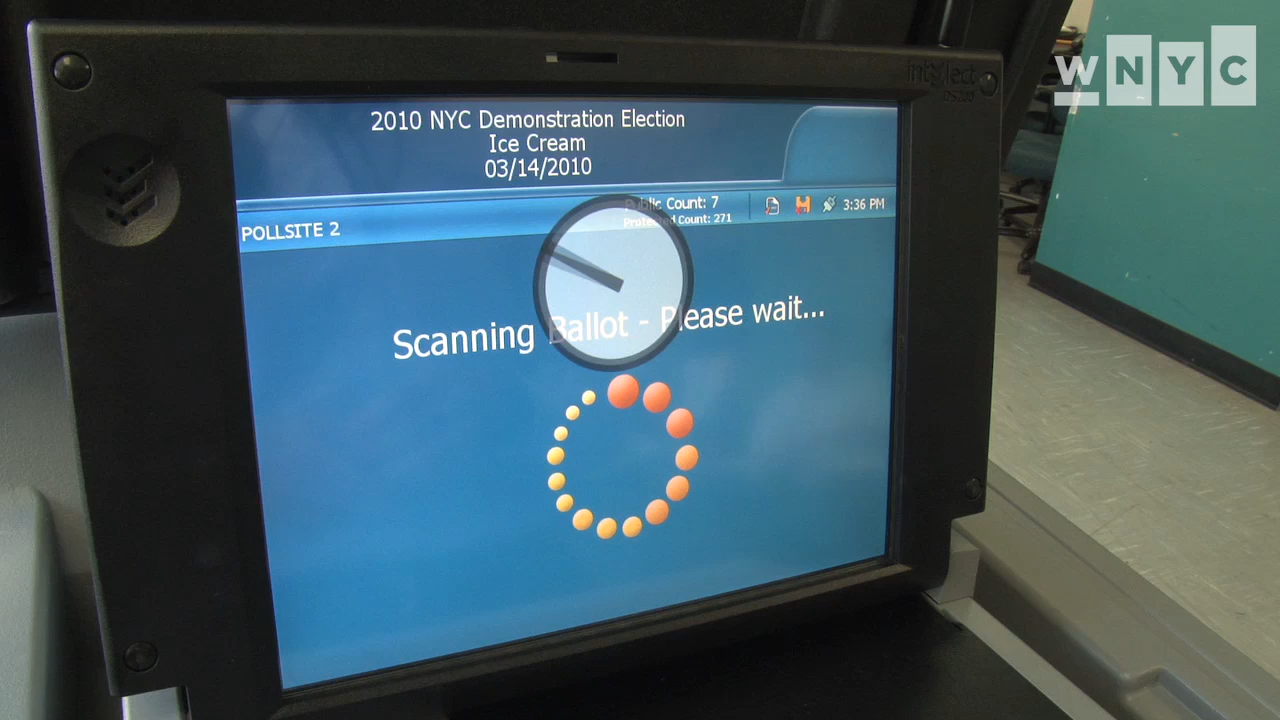 WNYC
2010 NYC Demonstration Election
Ice Cream
03/14/2010
Public Count: 7
Protected Count: 271
3:36 PM
POLLSITE 2
Scanning Ballot - Please wait...